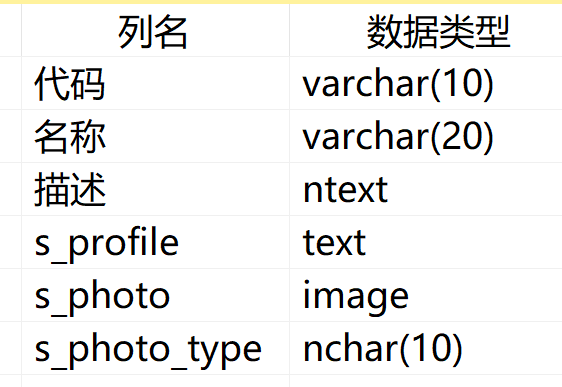 列名 数据类型
代码 varchar(10)
名称 varchar(20)
描述 ntext
s_profile text
s_photo image
s_photo_type nchar(10)